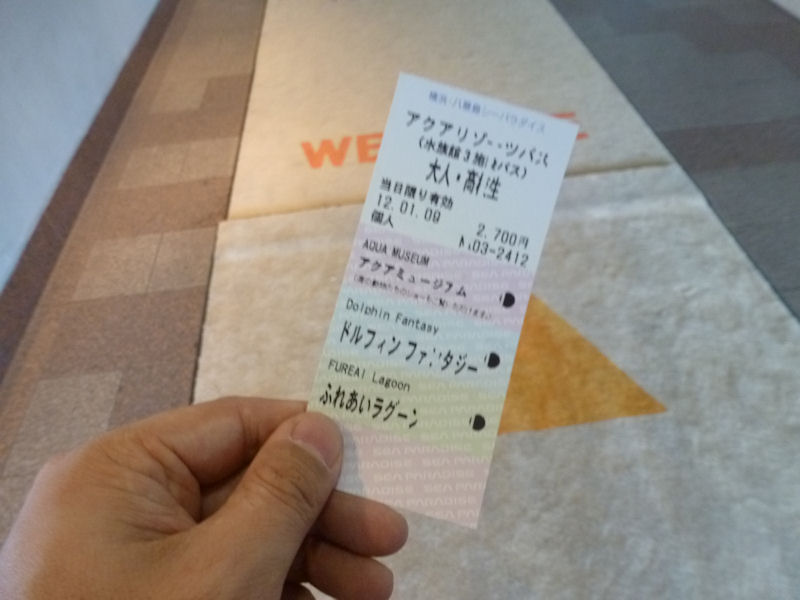 WE
横浜・八景島シーパラダイス
アクアリゾーツパス
(水族館3施設パス)
大人・高校生
当日限り有効
12.01.09 2,700円
個人 03-2412
AQUA MUSEUM
アクアミュージアム
Dolphin Fantasy
ドルフィン ファンタジー
FUREAI Lagoon
ふれあいラグーン
SEA PARADISE SEA PARADISE